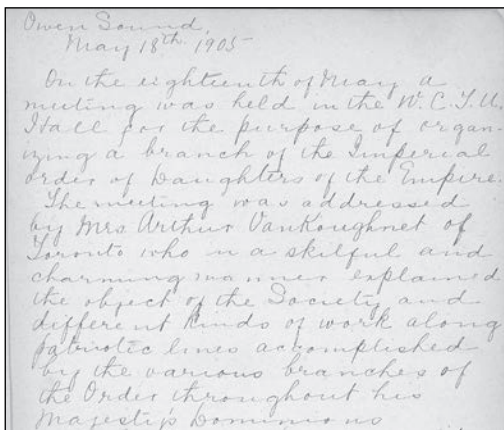 Owen Sound,
May 18th 1905
On the eighteenth of May a
meeting was held in the W.C.T.U.
Hall for the purpose of organ
izing a branch of the Imperial
order of Daughters of the Empire.
The meeting was addressed
by Mrs Arthur VanKoughnet of
Toronto who in a skilful and
charming manner explained
the object of the Society and
different kinds of work along
patriotic lines accomplished
by the various branches of
the Order throughout his
Majesty's Dominions